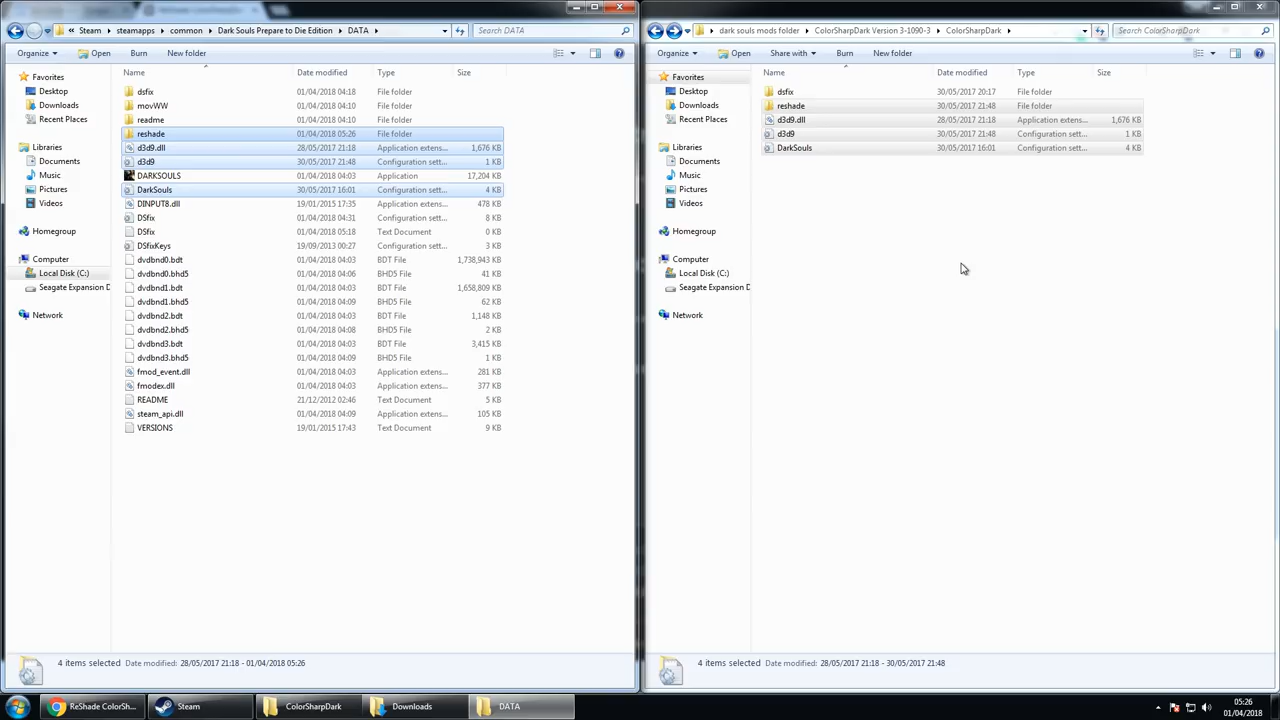 « Steam ▸ steamapps ▸ common ▸ Dark Souls Prepare to Die Edition ▸ DATA ▸
Search DATA
Organize ▾ Open Burn New folder
Name Date modified Type Size
Favorites
Desktop
Downloads
Recent Places
Libraries
Documents
Music
Pictures
Videos
Homegroup
Computer
Local Disk (C:)
Seagate Expansion D
Network
dsfix 01/04/2018 04:18 File folder
movWW 01/04/2018 04:10 File folder
readme 01/04/2018 04:10 File folder
reshade 01/04/2018 05:26 File folder
d3d9.dll 28/05/2017 21:18 Application extens... 1,676 KB
d3d9 30/05/2017 21:48 Configuration sett... 1 KB
DARKSOULS 01/04/2018 04:03 Application 17,204 KB
DarkSouls 30/05/2017 16:01 Configuration sett... 4 KB
DINPUT8.dll 19/01/2015 17:35 Application extens... 478 KB
DSfix 01/04/2018 04:31 Configuration sett... 8 KB
DSfix 01/04/2018 05:18 Text Document 0 KB
DSfixKeys 19/09/2013 00:27 Configuration sett... 3 KB
dvdbnd0.bdt 01/04/2018 04:03 BDT File 1,738,943 KB
dvdbnd0.bhd5 01/04/2018 04:06 BHD5 File 41 KB
dvdbnd1.bdt 01/04/2018 04:03 BDT File 1,658,809 KB
dvdbnd1.bhd5 01/04/2018 04:09 BHD5 File 62 KB
dvdbnd2.bdt 01/04/2018 04:03 BDT File 1,148 KB
dvdbnd2.bhd5 01/04/2018 04:08 BHD5 File 2 KB
dvdbnd3.bdt 01/04/2018 04:03 BDT File 3,415 KB
dvdbnd3.bhd5 01/04/2018 04:09 BHD5 File 1 KB
fmod_event.dll 01/04/2018 04:03 Application extens... 281 KB
fmodex.dll 01/04/2018 04:03 Application extens... 377 KB
README 21/12/2012 02:46 Text Document 5 KB
steam_api.dll 01/04/2018 04:09 Application extens... 105 KB
VERSIONS 19/01/2015 17:43 Text Document 9 KB
4 items selected Date modified: 28/05/2017 21:18 - 01/04/2018 05:26
dark souls mods folder ▸ ColorSharpDark Version 3-1090-3 ▸ ColorSharpDark ▸
Search ColorSharpDark
Organize ▾ Open Share with ▾ Burn New folder
Name Date modified Type Size
Favorites
Desktop
Downloads
Recent Places
Libraries
Documents
Music
Pictures
Videos
Homegroup
Computer
Local Disk (C:)
Seagate Expansion D
Network
dsfix 30/05/2017 20:17 File folder
reshade 30/05/2017 21:48 File folder
d3d9.dll 28/05/2017 21:18 Application extens... 1,676 KB
d3d9 30/05/2017 21:48 Configuration sett... 1 KB
DarkSouls 30/05/2017 16:01 Configuration sett... 4 KB
4 items selected Date modified: 28/05/2017 21:18 - 30/05/2017 21:48
ReShade ColorSh...
Steam
ColorSharpDark
Downloads
DATA
05:26
01/04/2018